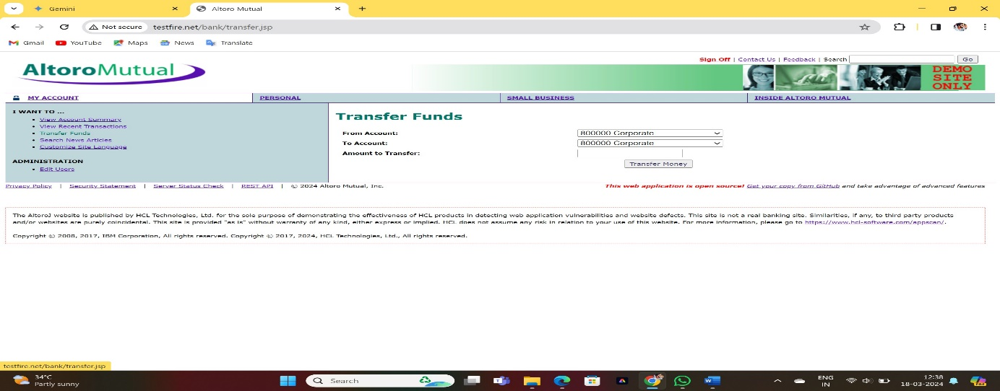 Gemini
Altoro Mutual
Not secure testfire.net/bank/transfer.jsp
Gmail YouTube Maps News Translate
Sign Off | Contact Us | Feedback | Search Go
AltoroMutual
DEMO
SITE
ONLY
MY ACCOUNT PERSONAL SMALL BUSINESS INSIDE ALTORO MUTUAL
I WANT TO ...
• View Account Summary
• View Recent Transactions
• Transfer Funds
• Search News Articles
• Customize Site Language
ADMINISTRATION
• Edit Users
Transfer Funds
From Account: 800000 Corporate
To Account: 800000 Corporate
Amount to Transfer:
Transfer Money
Privacy Policy | Security Statement | Server Status Check | REST API | © 2024 Altoro Mutual, Inc. This web application is open source! Get your copy from GitHub and take advantage of advanced features
The AltoroJ website is published by HCL Technologies, Ltd. for the sole purpose of demonstrating the effectiveness of HCL products in detecting web application vulnerabilities and website defects. This site is not a real banking site. Similarities, if any, to third party products
and/or websites are purely coincidental. This site is provided "as is" without warranty of any kind, either express or implied. HCL does not assume any risk in relation to your use of this website. For more information, please go to https://www.hcl-software.com/appscan/.
Copyright © 2008, 2017, IBM Corporation, All rights reserved. Copyright © 2017, 2024, HCL Technologies, Ltd., All rights reserved.
testfire.net/bank/transfer.jsp
34°C
Partly sunny
Search
ENG
IN
12:38
18-03-2024